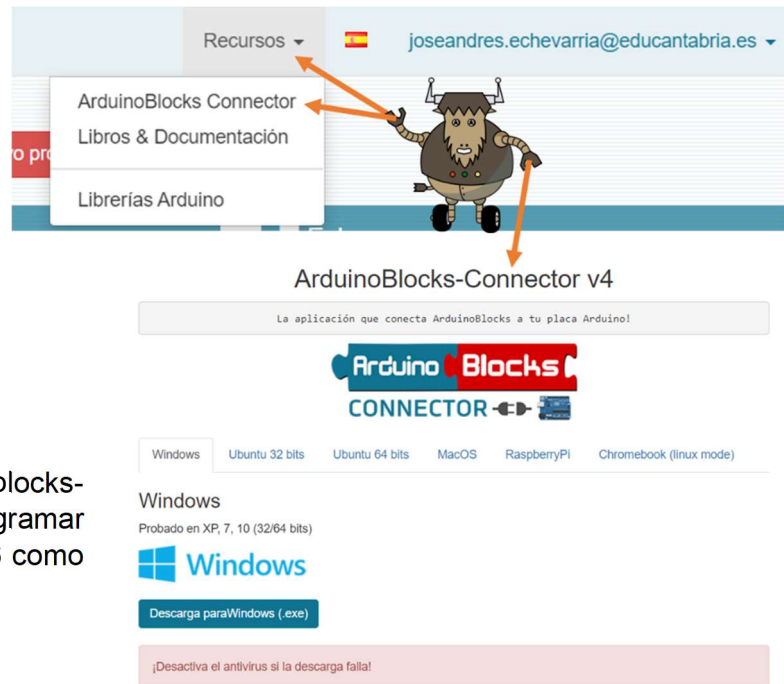 Recursos
joseandres.echevarria@educantabria.es
ArduinoBlocks Connector
Libros & Documentación
Librerías Arduino
ArduinoBlocks-Connector v4
La aplicación que conecta ArduinoBlocks a tu placa Arduino!
Arduino Blocks
CONNECTOR
Windows Ubuntu 32 bits Ubuntu 64 bits MacOS RaspberryPi Chromebook (linux mode)
locks-
gramar
como
Windows
Probado en XP, 7, 10 (32/64 bits)
Windows
Descarga paraWindows (.exe)
¡Desactiva el antivirus si la descarga falla!